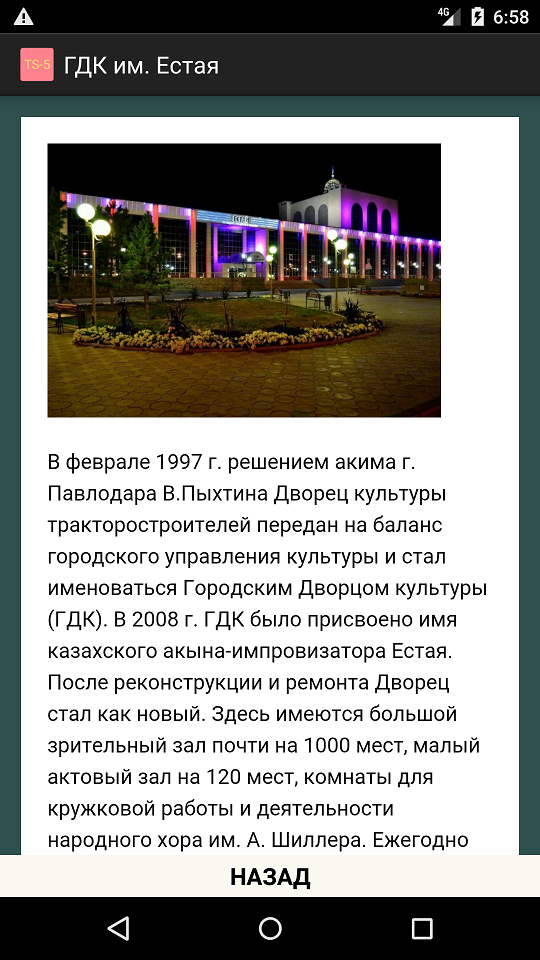 4G
6:58
TS-5
ГДК им. Естая
В феврале 1997 г. решением акима г.
Павлодара В.Пыхтина Дворец культуры
тракторостроителей передан на баланс
городского управления культуры и стал
именоваться Городским Дворцом культуры
(ГДК). В 2008 г. ГДК было присвоено имя
казахского акына-импровизатора Естая.
После реконструкции и ремонта Дворец
стал как новый. Здесь имеются большой
зрительный зал почти на 1000 мест, малый
актовый зал на 120 мест, комнаты для
кружковой работы и деятельности
народного хора им. А. Шиллера. Ежегодно
НАЗАД